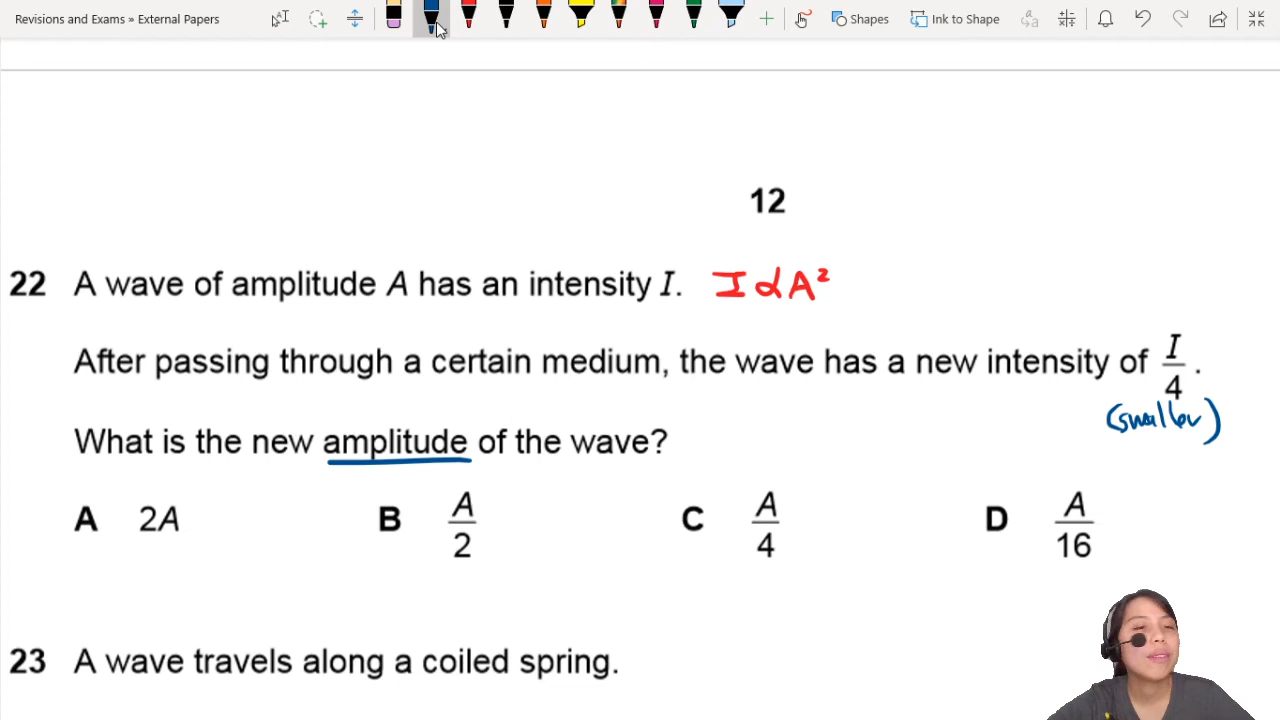 Revisions and Exams » External Papers
Shapes
Ink to Shape
12
22 A wave of amplitude A has an intensity I. I α A²
After passing through a certain medium, the wave has a new intensity of I/4.
(smaller)
What is the new amplitude of the wave?
A 2A B A/2 C A/4 D A/16
23 A wave travels along a coiled spring.